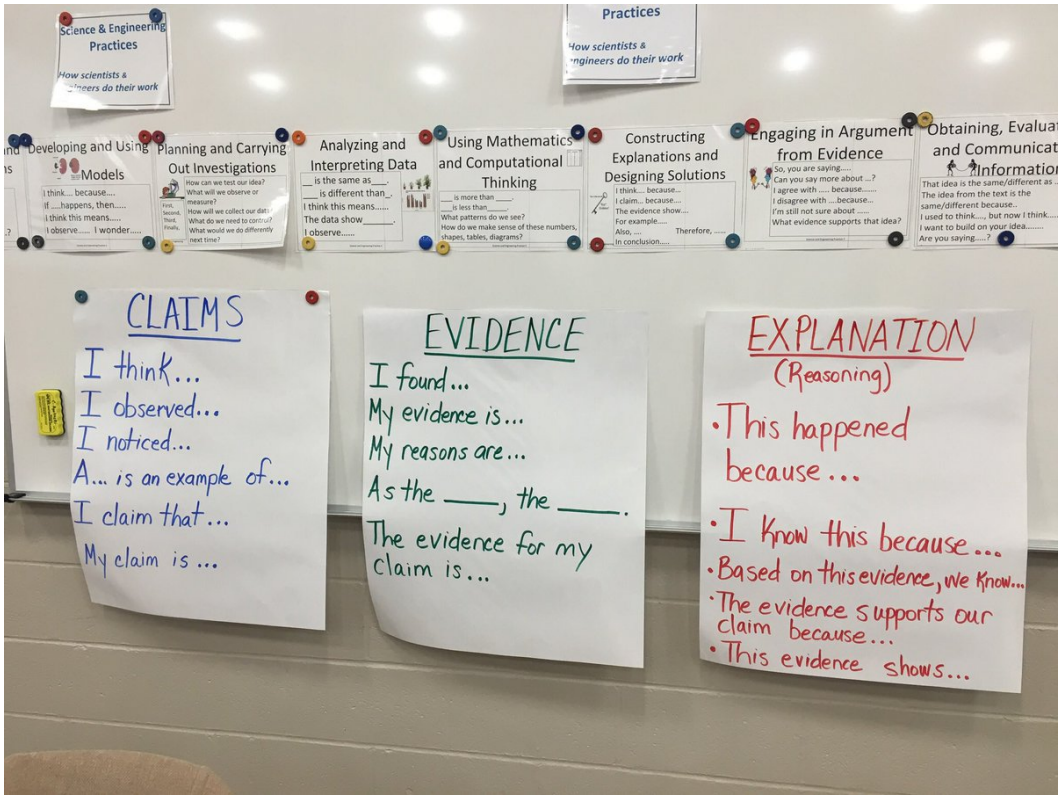 Science & Engineering
Practices
How scientists &
engineers do their work
Practices
How scientists &
engineers do their work
Developing and Using
Models
I think.... because....
If ....happens, then.....
I think this means.....
I observe..... I wonder.....
Planning and Carrying
Out Investigations
First,
Second,
Third,
Finally,
How can we test our idea?
What will we observe or
measure?
How will we collect our data?
What do we need to control?
What would we do differently
next time?
Analyzing and
Interpreting Data
___ is the same as ___.
___ is different than_.
I think this means......
The data show______.
I observe......
Using Mathematics
and Computational
Thinking
___ is more than ____.
___ is less than____.
What patterns do we see?
How do we make sense of these numbers,
shapes, tables, diagrams?
Constructing
Explanations and
Designing Solutions
I think.... because...
I claim... because...
The evidence show....
For example.....
Also, .... Therefore, .....
In conclusion.....
Engaging in Argument
from Evidence
So, you are saying.....
Can you say more about ...?
I agree with ..... because.......
I disagree with ....because....
I'm still not sure about .....
What evidence supports that idea?
Obtaining, Evaluat
and Communicat
Information
That idea is the same/different as
The idea from the text is the
same/different because..
I used to think...., but now I think....
I want to build on your idea........
Are you saying.....?
CLAIMS
I think...
I observed...
I noticed...
A... is an example of...
I claim that...
My claim is ...
EVIDENCE
I found...
My evidence is...
My reasons are...
As the ____, the ____.
The evidence for my
claim is...
EXPLANATION
(Reasoning)
• This happened
because...
• I know this because...
• Based on this evidence, we know...
• The evidence supports our
claim because...
• This evidence shows...